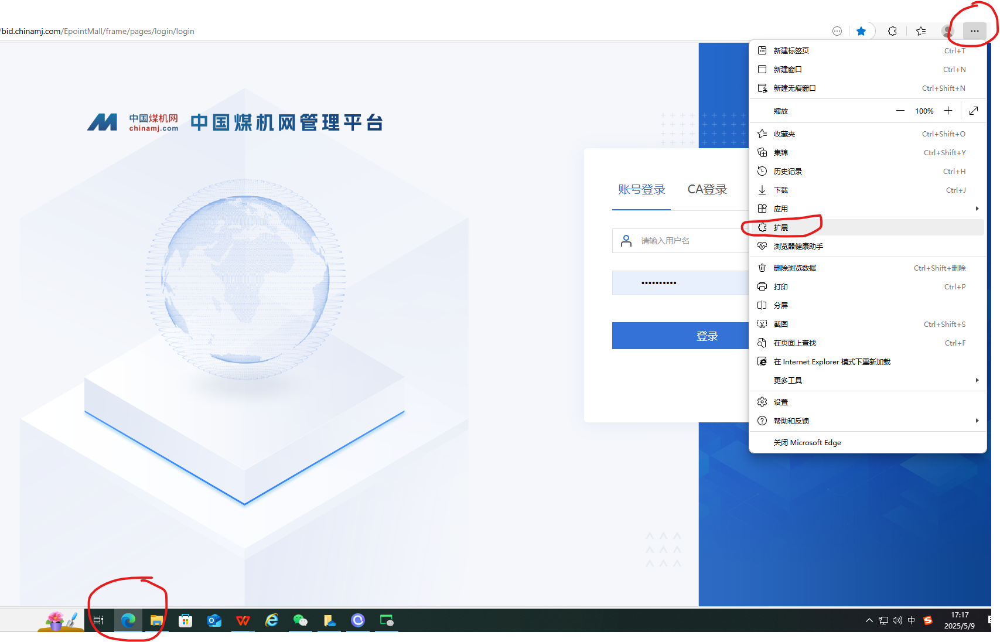 /bid.chinamj.com/EpointMall/frame/pages/login/login
新建标签页 Ctrl+T
新建窗口 Ctrl+N
新建无痕窗口 Ctrl+Shift+N
缩放 100%
收藏夹 Ctrl+Shift+O
集锦 Ctrl+Shift+Y
历史记录 Ctrl+H
下载 Ctrl+J
应用
扩展
浏览器健康助手
删除浏览数据 Ctrl+Shift+删除
打印 Ctrl+P
分屏
截图 Ctrl+Shift+S
在页面上查找 Ctrl+F
在 Internet Explorer 模式下重新加载
更多工具
设置
帮助和反馈
关闭 Microsoft Edge
中国煤机网
chinamj.com
中国煤机网管理平台
账号登录 CA登录
请输入用户名
登录
中
17:17
2025/5/9